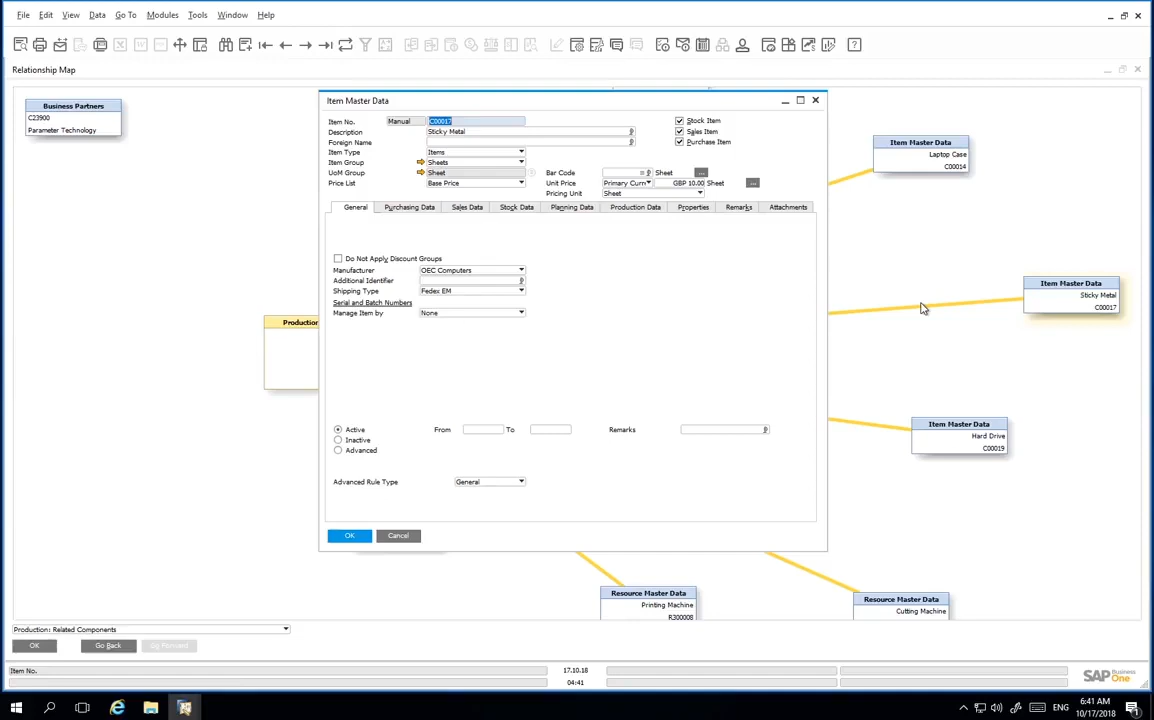 File Edit View Data Go To Modules Tools Window Help
Relationship Map
Business Partners
C23900
Parameter Technology
Item Master Data
Item No. Manual C00017
Description Sticky Metal
Foreign Name
Item Type Items
Item Group Sheets
UoM Group Sheet
Price List Base Price
Stock Item
Sales Item
Purchase Item
Bar Code Sheet ...
Unit Price Primary Curr GBP 10.00 Sheet ...
Pricing Unit Sheet
General Purchasing Data Sales Data Stock Data Planning Data Production Data Properties Remarks Attachments
Do Not Apply Discount Groups
Manufacturer OEC Computers
Additional Identifier
Shipping Type Fedex EM
Serial and Batch Numbers
Manage Item by None
Active From To Remarks
Inactive
Advanced
Advanced Rule Type General
OK Cancel
Item Master Data
Laptop Case
C00014
Item Master Data
Sticky Metal
C00017
Production
Item Master Data
Hard Drive
C00019
Resource Master Data
Printing Machine
R300008
Resource Master Data
Cutting Machine
Production: Related Components
OK Go Back Go Forward
Item No. 17.10.18
04:41
SAP Business One
ENG 6:41 AM
10/17/2018